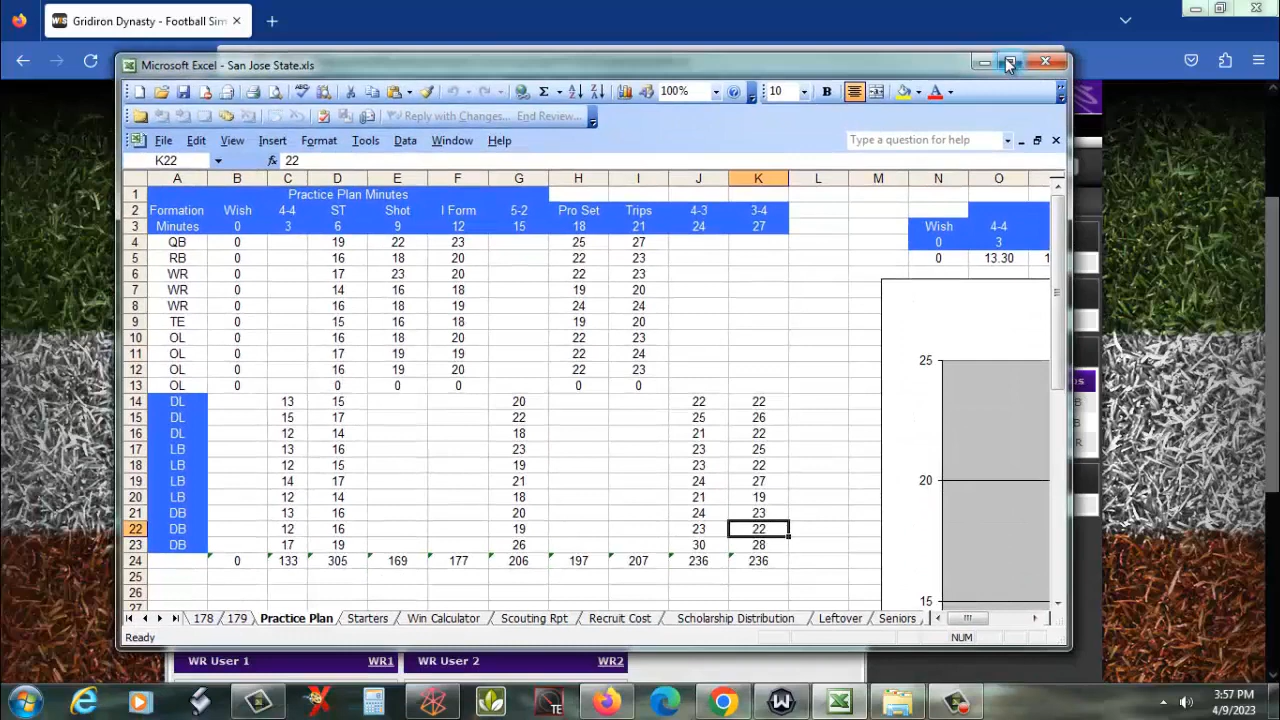 Gridiron Dynasty - Football Sim
Microsoft Excel - San Jose State.xls
100% 10 B A
Reply with Changes... End Review...
File Edit View Insert Format Tools Data Window Help Type a question for help
K22 fx 22
A B C D E F G H I J K L M N O
1 Practice Plan Minutes
2 Formation Wish 4-4 ST Shot I Form 5-2 Pro Set Trips 4-3 3-4
3 Minutes 0 3 6 9 12 15 18 21 24 27 Wish 4-4
4 QB 0 19 22 23 25 27 0 3
5 RB 0 16 18 20 22 23 0 13.30 1
6 WR 0 17 23 20 22 23
7 WR 0 14 16 18 19 20
8 WR 0 16 18 19 24 24
9 TE 0 15 16 18 19 20
10 OL 0 16 18 20 22 23
11 OL 0 17 19 19 22 24
12 OL 0 16 19 20 22 23
13 OL 0 0 0 0 0 0
14 DL 13 15 20 22 22
15 DL 15 17 22 25 26
16 DL 12 14 18 21 22
17 LB 13 16 23 23 25
18 LB 12 15 19 23 22
19 LB 14 17 21 24 27
20 LB 12 14 18 21 19
21 DB 13 16 20 24 23
22 DB 12 16 19 23 22
23 DB 17 19 26 30 28
24 0 133 305 169 177 206 197 207 236 236
25
26
27
25
20
15
178 179 Practice Plan Starters Win Calculator Scouting Rpt Recruit Cost Scholarship Distribution Leftover Seniors
Ready NUM
WR User 1 WR1 WR User 2 WR2
TE
3:57 PM
4/9/2023